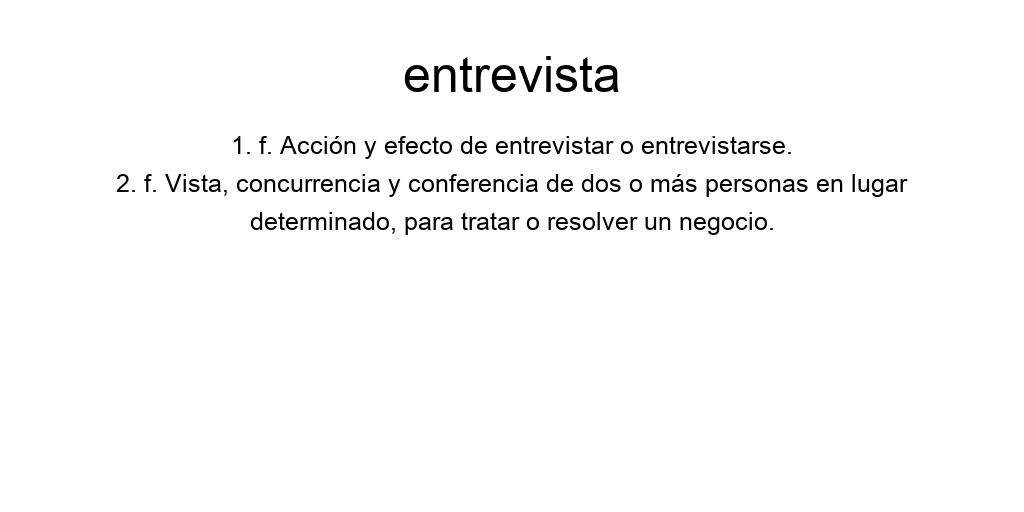 entrevista
1. f. Acción y efecto de entrevistar o entrevistarse.
2. f. Vista, concurrencia y conferencia de dos o más personas en lugar
determinado, para tratar o resolver un negocio.